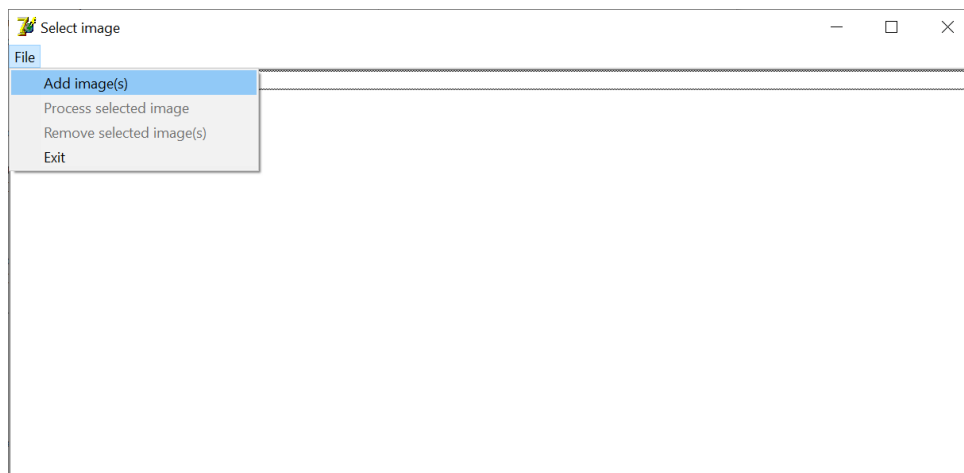 Select image
File
Add image(s)
Process selected image
Remove selected image(s)
Exit